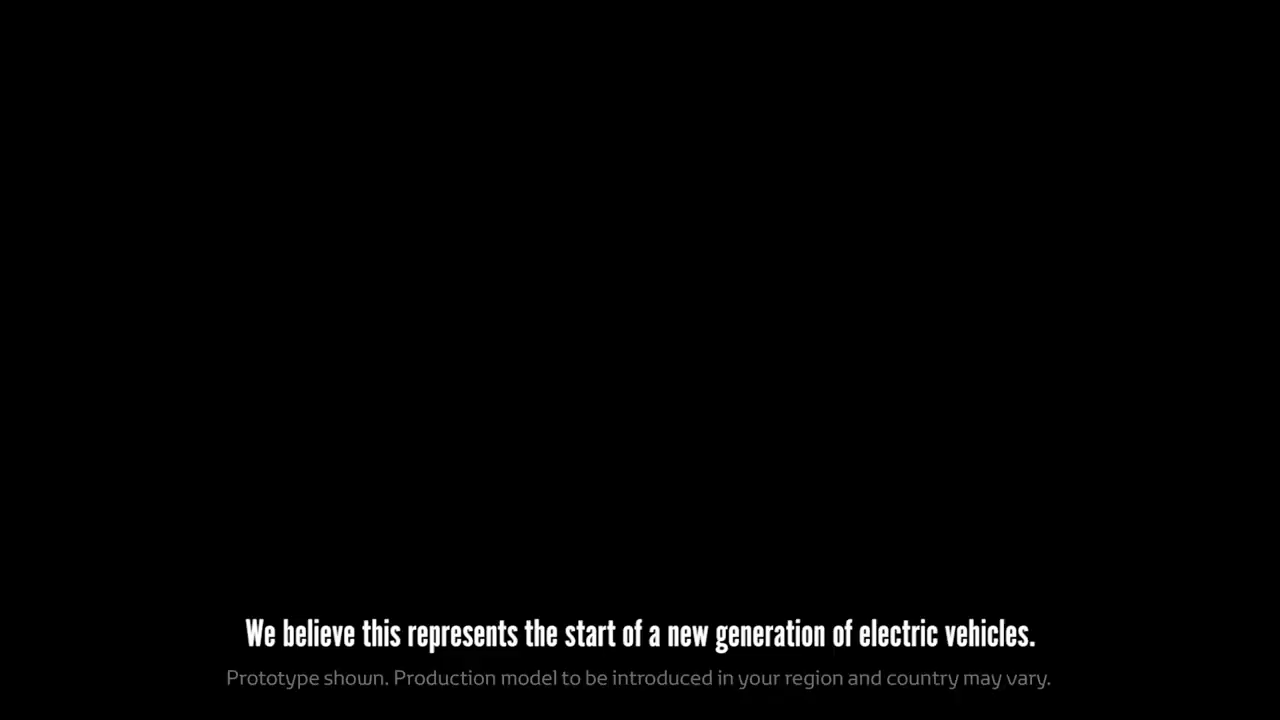 We believe this represents the start of a new generation of electric vehicles.
Prototype shown. Production model to be introduced in your region and country may vary.